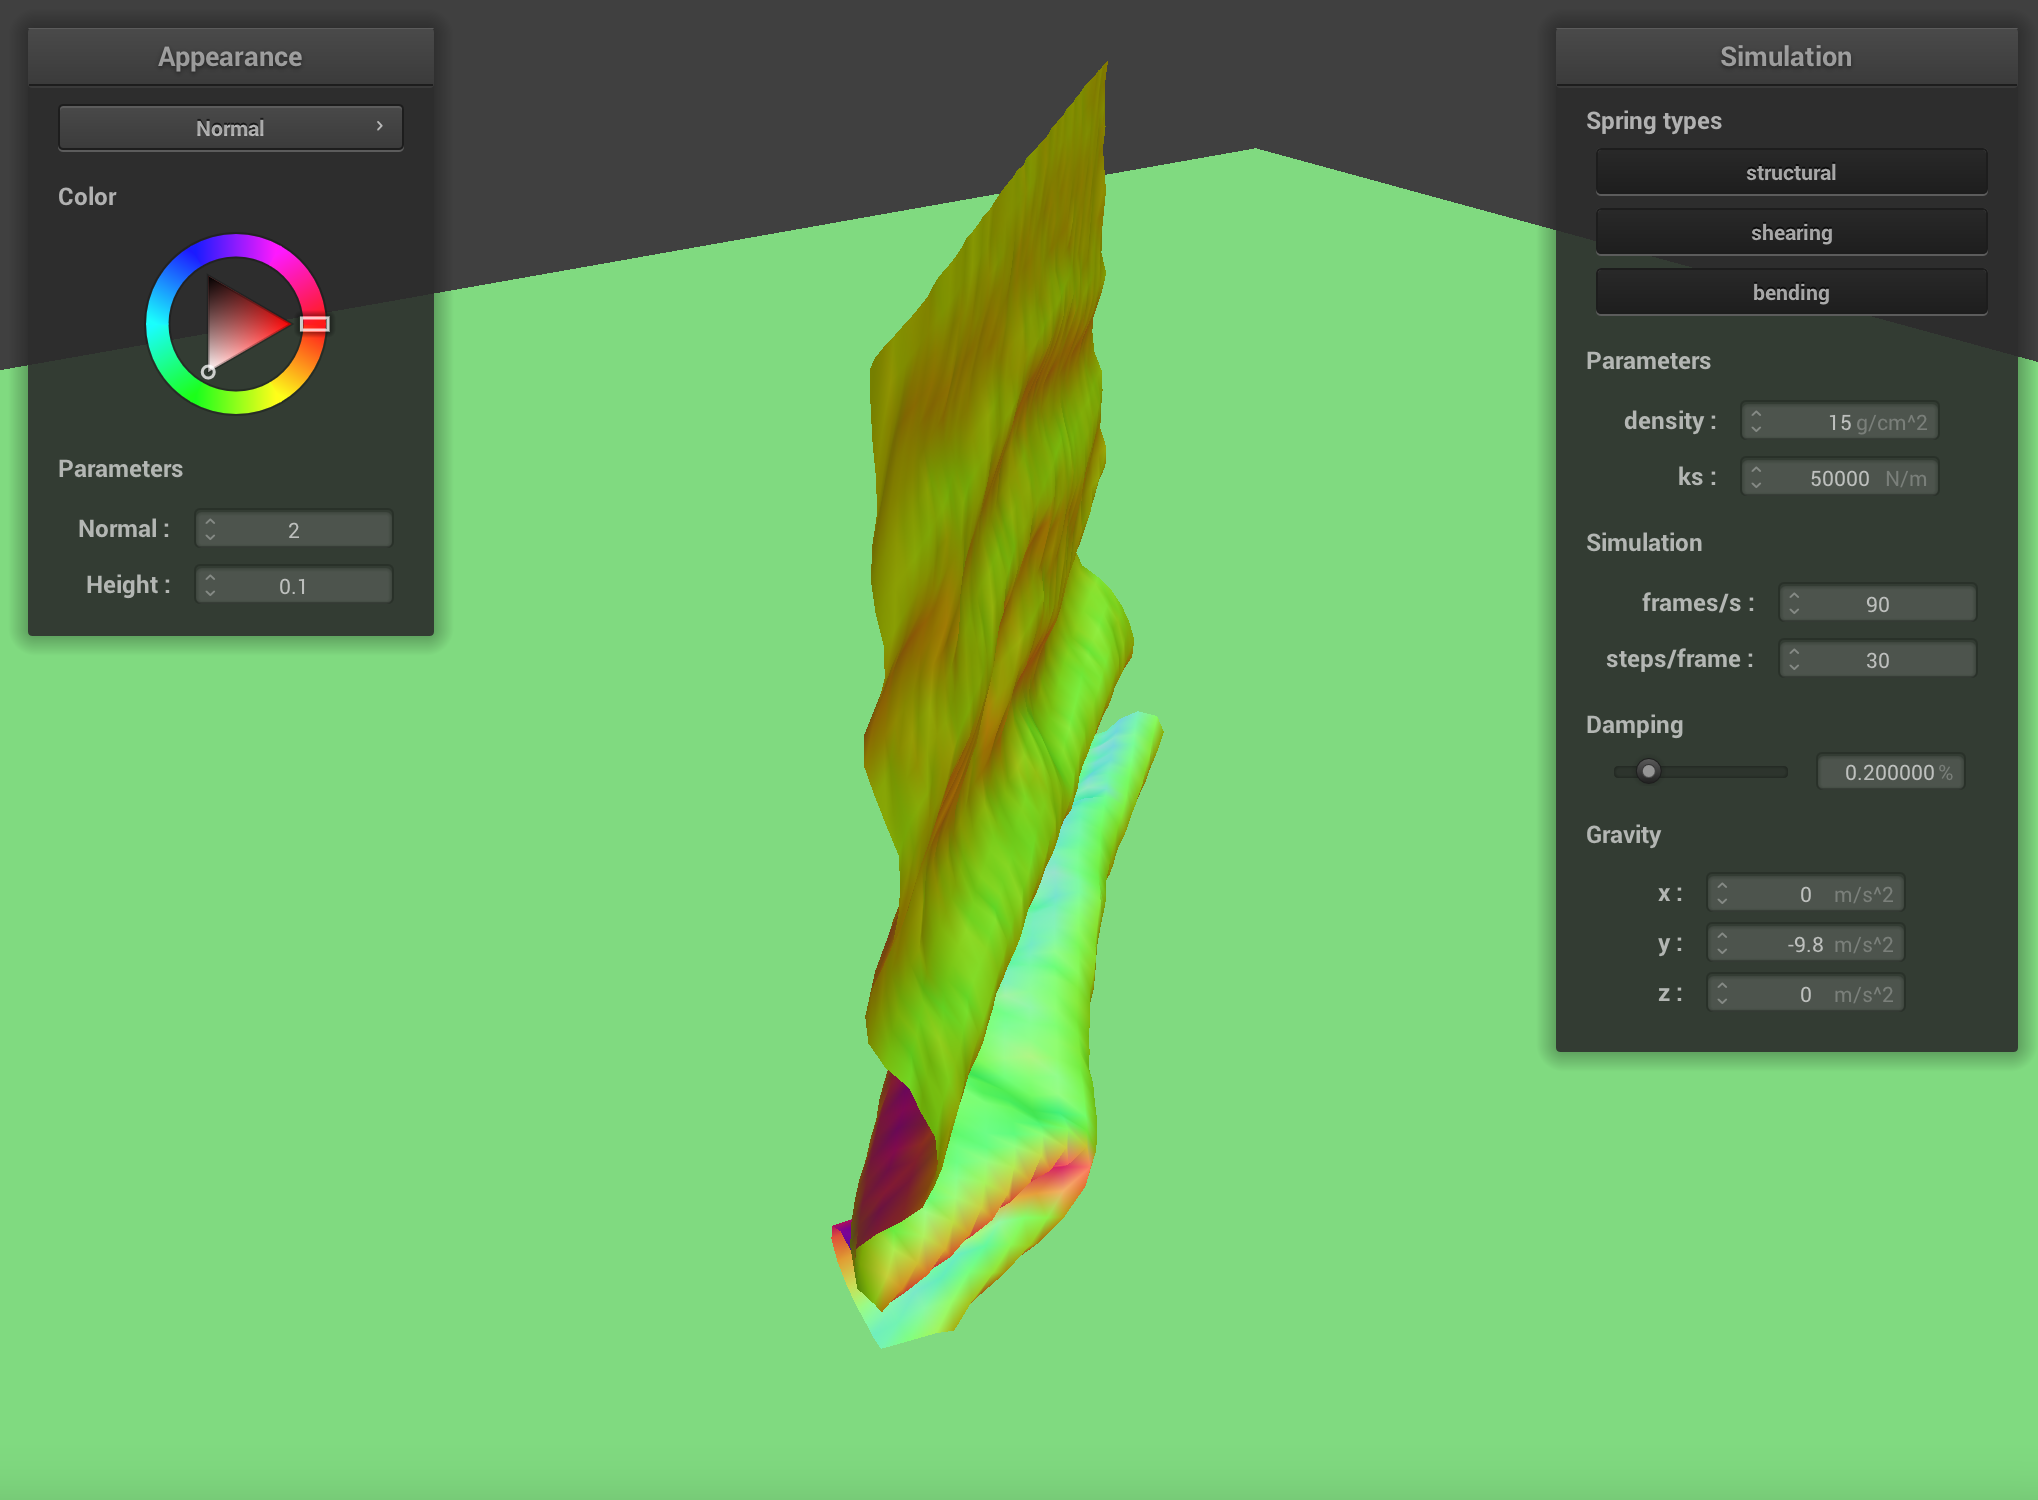 Appearance
Normal
Color
Parameters
Normal : 2
Height : 0.1
Simulation
Spring types
structural
shearing
bending
Parameters
density : 15 g/cm^2
ks : 50000 N/m
Simulation
frames/s : 90
steps/frame : 30
Damping
0.200000 %
Gravity
x : 0 m/s^2
y : -9.8 m/s^2
z : 0 m/s^2